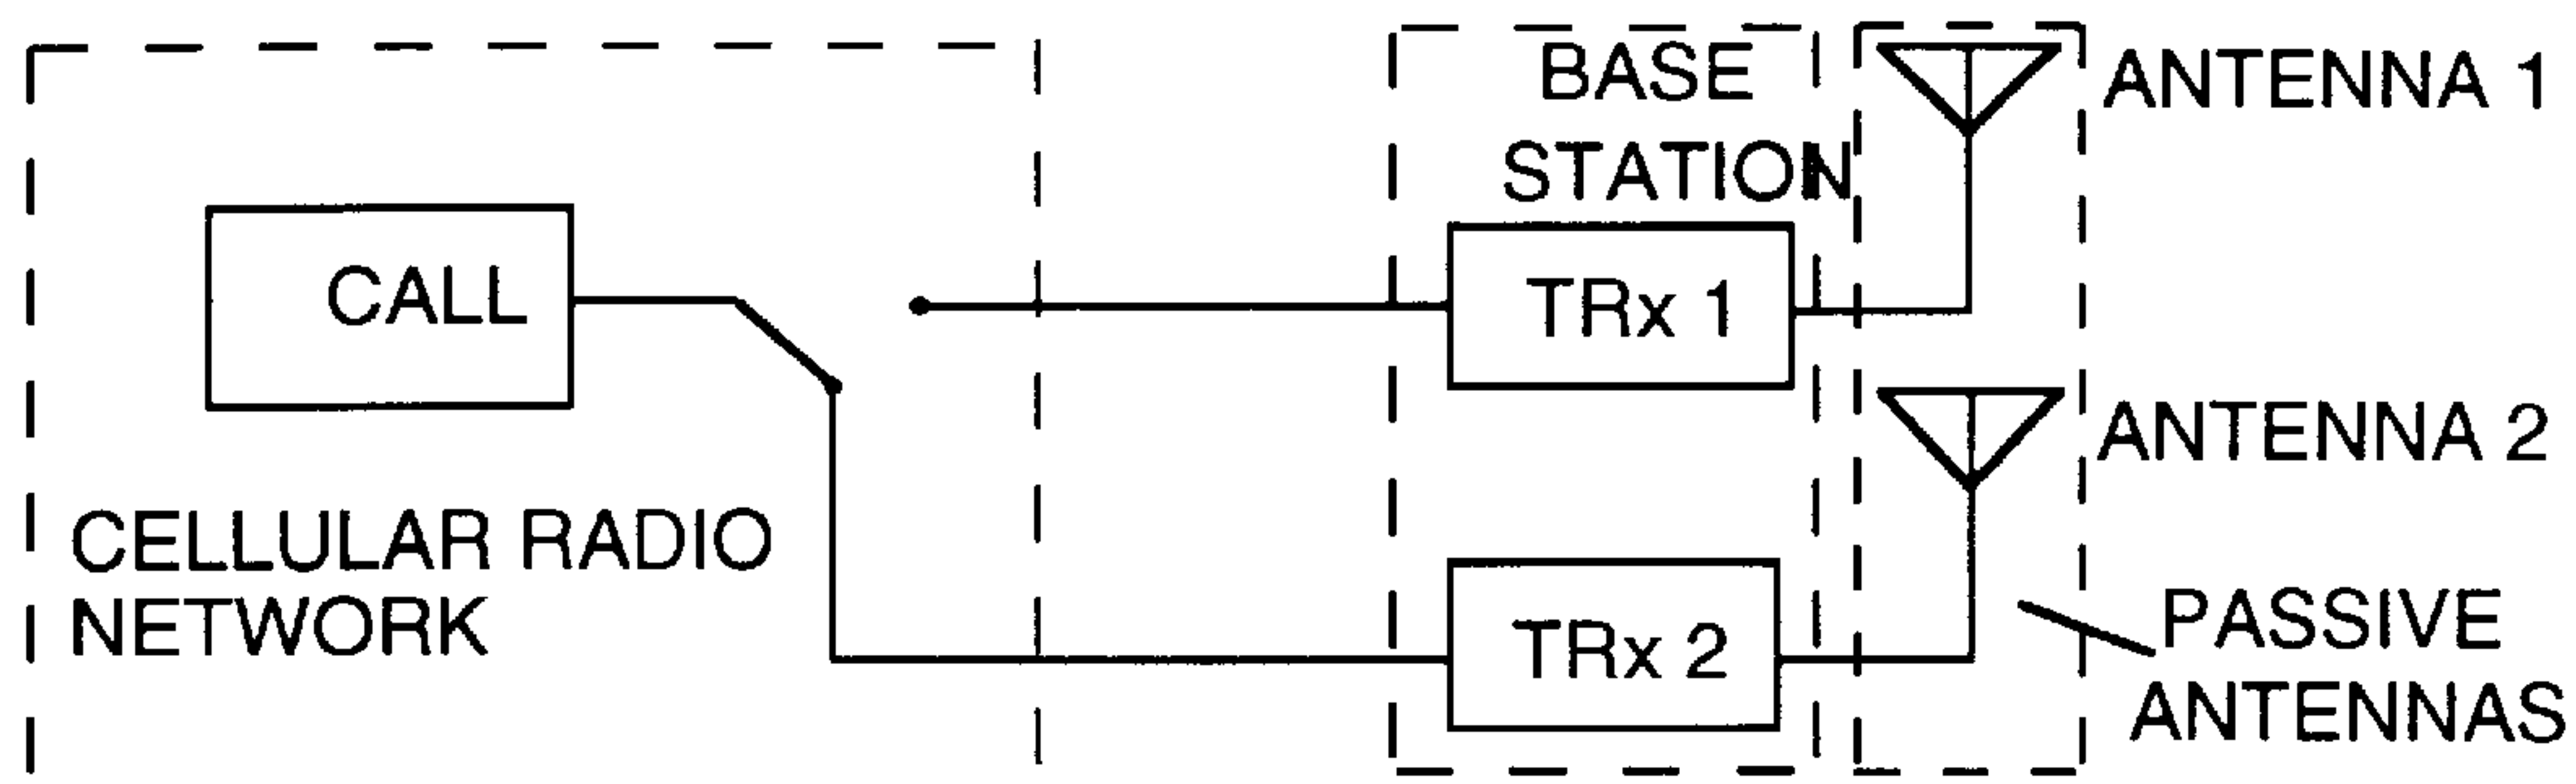 CALL
CELLULAR RADIO
NETWORK
BASE
STATION
TRx 1
TRx 2
ANTENNA 1
ANTENNA 2
PASSIVE
ANTENNAS